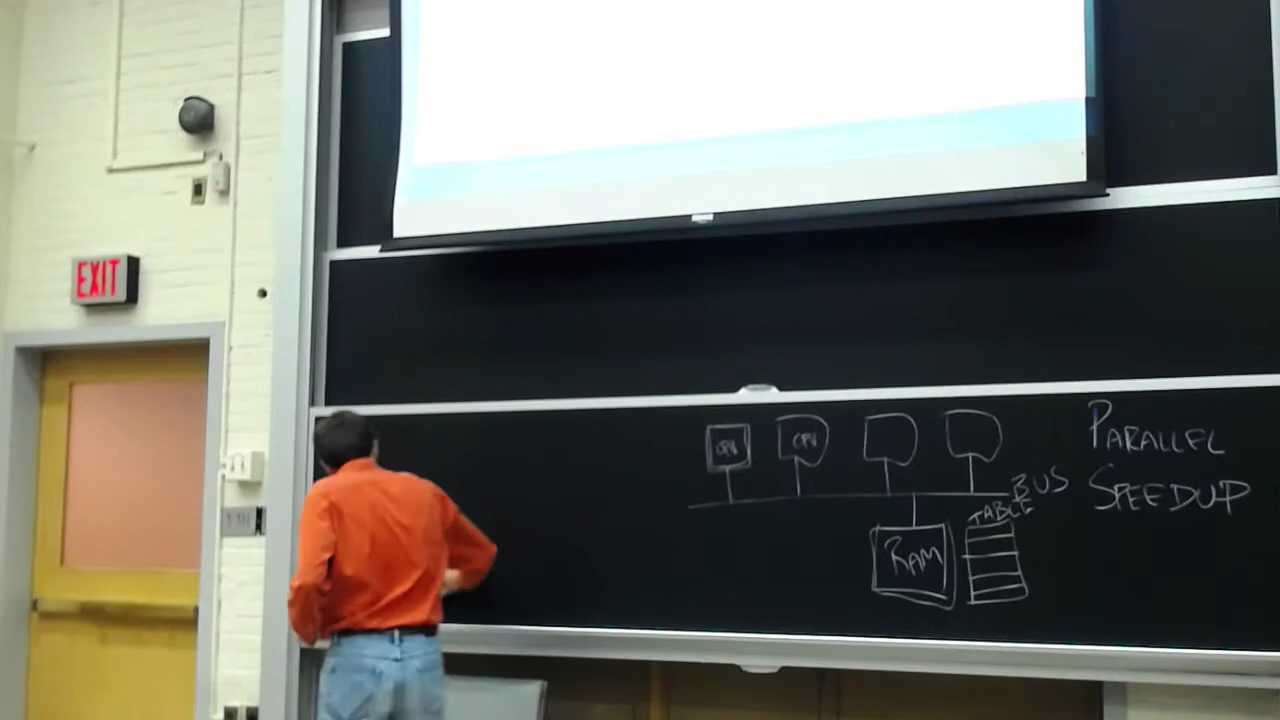 EXIT
CPU CPU
PARALLEL
SPEEDUP
BUS
TABLE
RAM